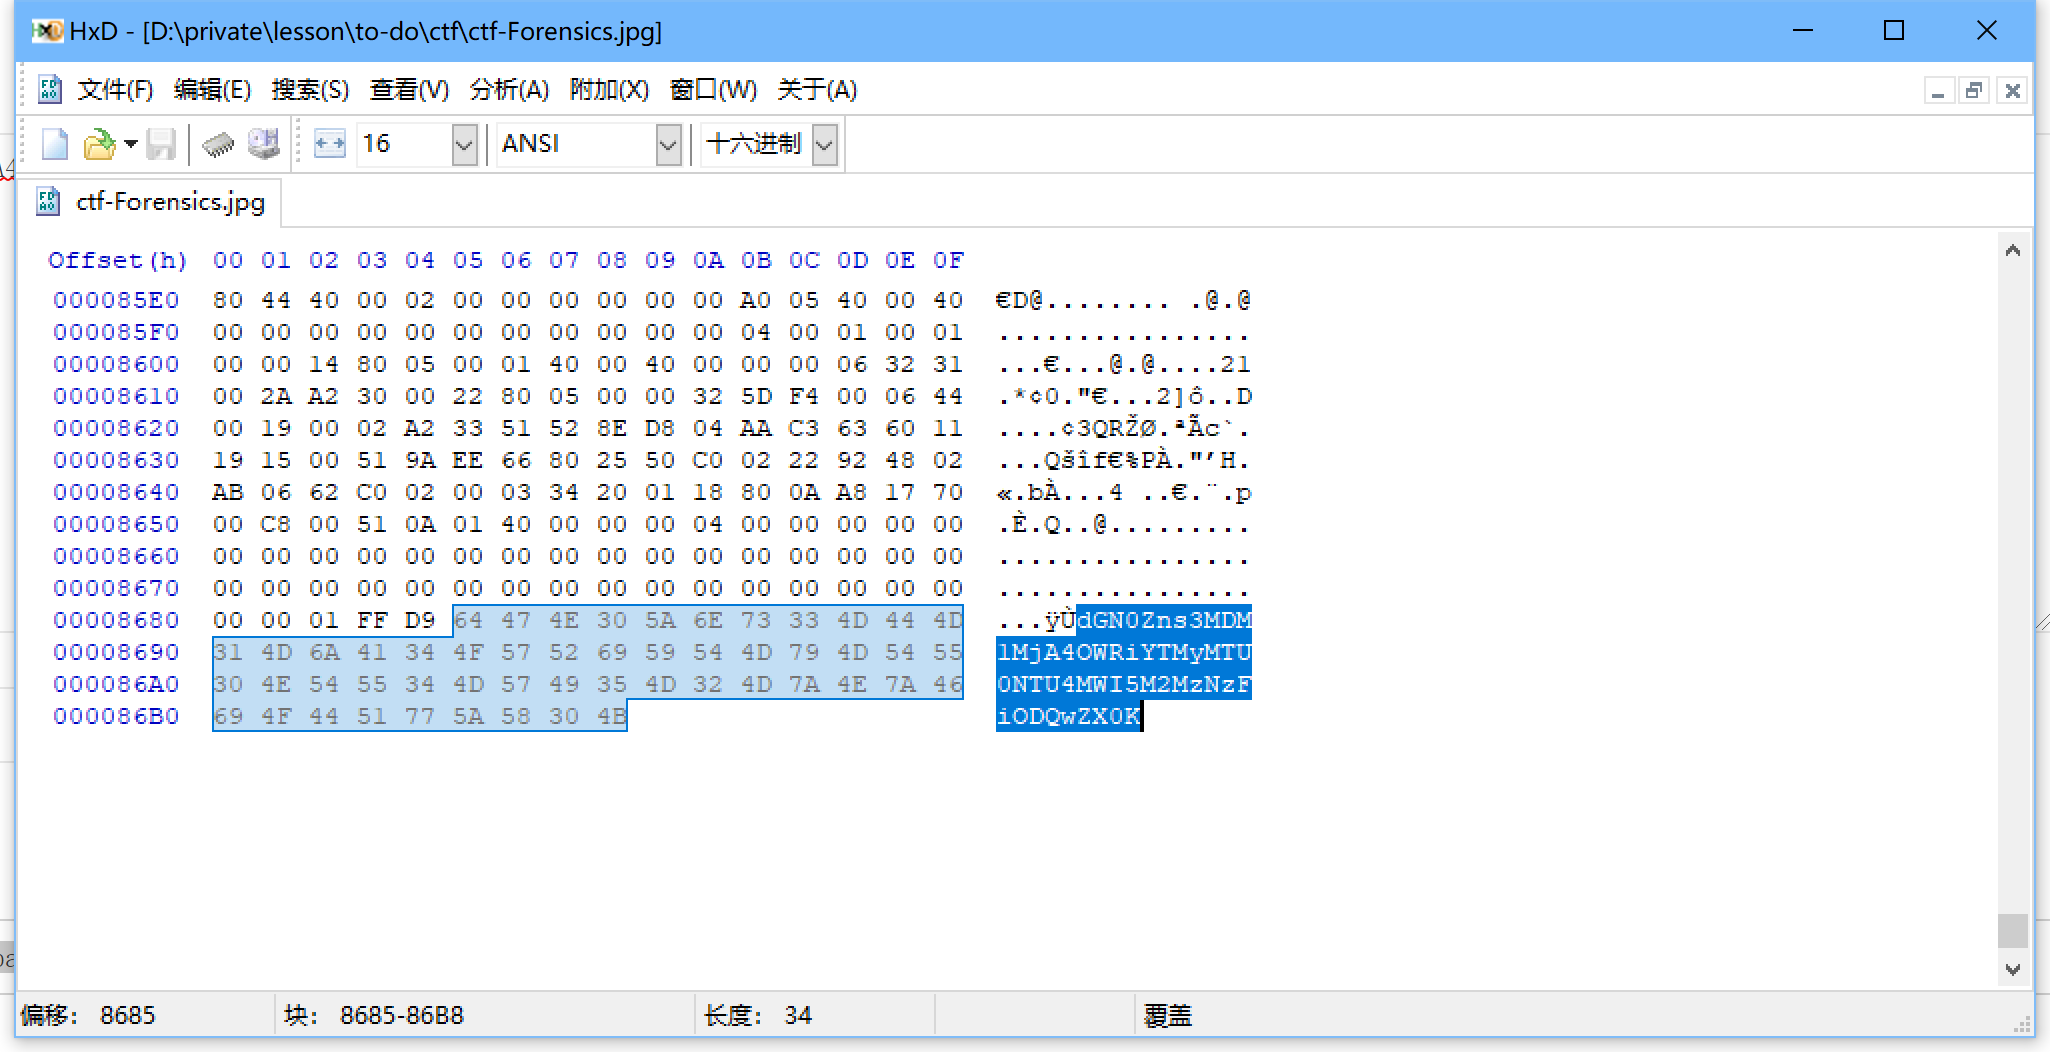 HxD - [D:\private\lesson\to-do\ctf\ctf-Forensics.jpg]
文件(F) 编辑(E) 搜索(S) 查看(V) 分析(A) 附加(X) 窗口(W) 关于(A)
16 ANSI 十六进制
ctf-Forensics.jpg
Offset(h) 00 01 02 03 04 05 06 07 08 09 0A 0B 0C 0D 0E 0F
000085E0 80 44 40 00 02 00 00 00 00 00 00 A0 05 40 00 40 €D@........ .@.@
000085F0 00 00 00 00 00 00 00 00 00 00 00 04 00 01 00 01 ................
00008600 00 00 14 80 05 00 01 40 00 40 00 00 00 06 32 31 ...€...@.@....21
00008610 00 2A A2 30 00 22 80 05 00 00 32 5D F4 00 06 44 .*¢0."€...2]ô..D
00008620 00 19 00 02 A2 33 51 52 8E D8 04 AA C3 63 60 11 ....¢3QRŽØ.ªÃc`.
00008630 19 15 00 51 9A EE 66 80 25 50 C0 02 22 92 48 02 ...Qšîf€%PÀ."’H.
00008640 AB 06 62 C0 02 00 03 34 20 01 18 80 0A A8 17 70 «.bÀ...4 ..€.¨.p
00008650 00 C8 00 51 0A 01 40 00 00 00 04 00 00 00 00 00 .È.Q..@.........
00008660 00 00 00 00 00 00 00 00 00 00 00 00 00 00 00 00 ................
00008670 00 00 00 00 00 00 00 00 00 00 00 00 00 00 00 00 ................
00008680 00 00 01 FF D9 64 47 4E 30 5A 6E 73 33 4D 44 4D ...ÿÙdGN0Zns3MDM
00008690 31 4D 6A 41 34 4F 57 52 69 59 54 4D 79 4D 54 55 1MjA4OWRiYTMyMTU
000086A0 30 4E 54 55 34 4D 57 49 35 4D 32 4D 7A 4E 7A 46 0NTU4MWI5M2MzNzF
000086B0 69 4F 44 51 77 5A 58 30 4B iODQwZX0K
偏移: 8685 块: 8685-86B8 长度: 34 覆盖